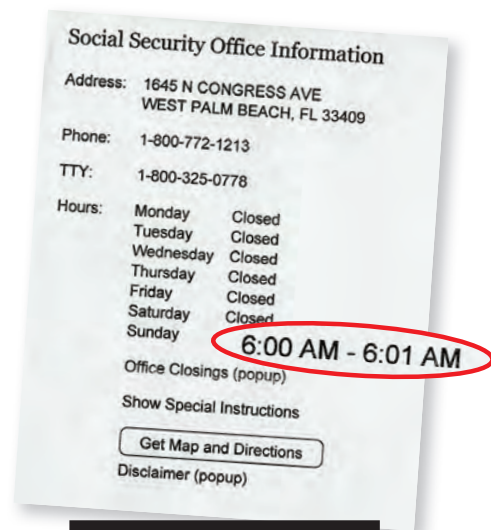 Social Security Office Information
Address: 1645 N CONGRESS AVE
WEST PALM BEACH, FL 33409
Phone: 1-800-772-1213
TTY: 1-800-325-0778
Hours: Monday Closed
Tuesday Closed
Wednesday Closed
Thursday Closed
Friday Closed
Saturday Closed
Sunday 6:00 AM - 6:01 AM
Office Closings (popup)
Show Special Instructions
Get Map and Directions
Disclaimer (popup)